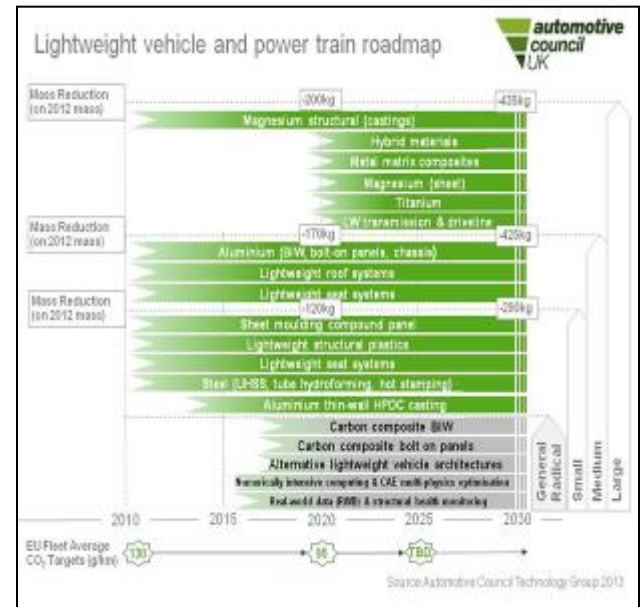 Lightweight vehicle and power train roadmap
automotive
council
UK
Mass Reduction
(on 2012 mass)
-200kg
-435kg
Magnesium structural (castings)
Hybrid materials
Metal matrix composites
Magnesium (sheet)
Titanium
LW transmission & driveline
Mass Reduction
(on 2012 mass)
-170kg
-425kg
Aluminium (BIW, bolt-on panels, chassis)
Lightweight roof systems
Lightweight seat systems
Mass Reduction
(on 2012 mass)
-120kg
-290kg
Sheet moulding compound panel
Lightweight structural plastics
Lightweight seat systems
Steel (UHSS, tube hydroforming, hot stamping)
Aluminium thin-wall HPDC casting
Carbon composite BIW
Carbon composite bolt on panels
Alternative lightweight vehicle architectures
Numerically intensive computing & CAE multi-physics optimisation
Real-world data (RWD) & structural health monitoring
General
Radical
Small
Medium
Large
2010
2015
2020
2025
2030
EU Fleet Average
CO₂ Targets (g/km)
130
95
TBD
Source Automotive Council Technology Group 2013